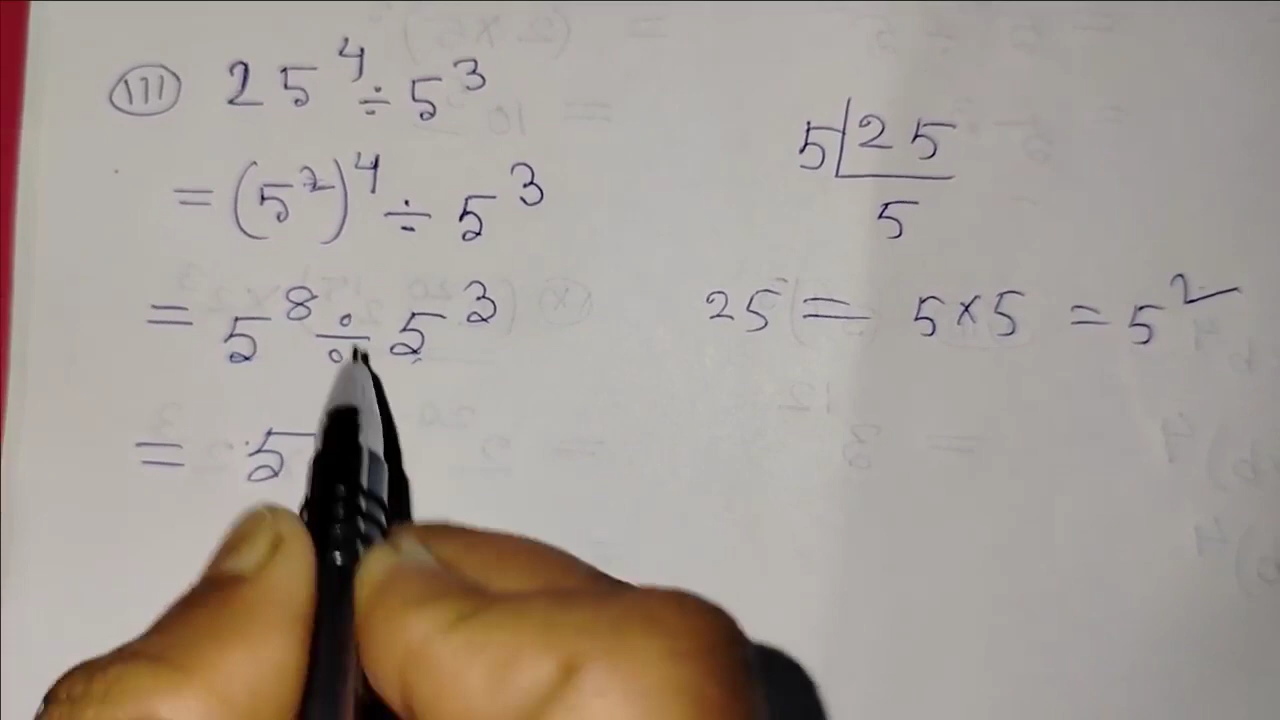 (iii) 25⁴ ÷ 5³
= (5²)⁴ ÷ 5³
= 5⁸ ÷ 5³
= 5
5 25
5
25 = 5×5 = 5²